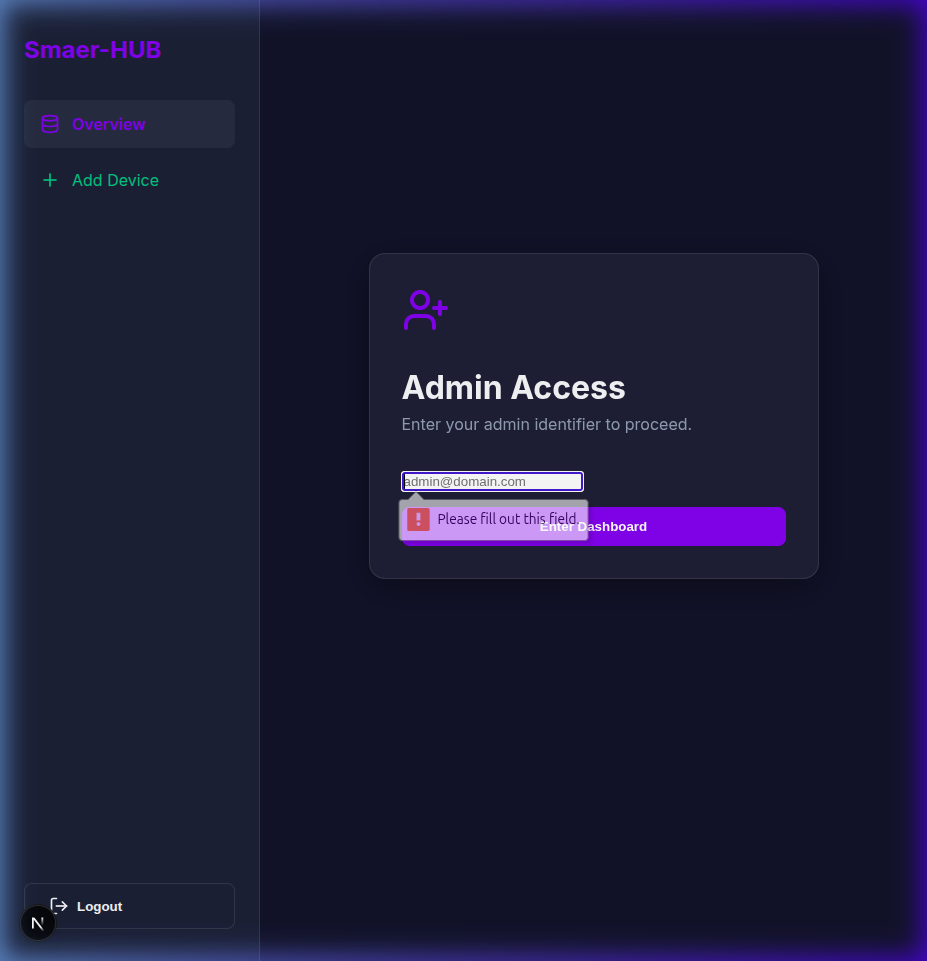 Smaer-HUB
Overview
Add Device
Admin Access
Enter your admin identifier to proceed.
admin@domain.com
Please fill out this field.
Enter Dashboard
Logout
N